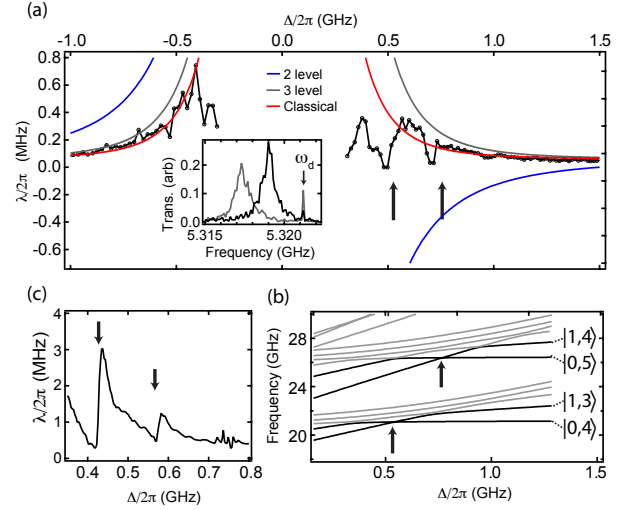 (a)
Δ/2π (GHz)
-1.0 -0.5 0.0 0.5 1.0 1.5
0.8
0.6
0.4
0.2
0.0
-0.2
-0.4
-0.6
λ/2π (MHz)
2 level
3 level
Classical
Trans. (arb)
0.2
0.1
0.0
ω_d
5.315 5.320
Frequency (GHz)
(c)
λ/2π (MHz)
4
3
2
1
0
0.4 0.5 0.6 0.7 0.8
Δ/2π (GHz)
(b)
Frequency (GHz)
28
26
22
20
|1,4⟩
|0,5⟩
|1,3⟩
|0,4⟩
0.5 1.0 1.5
Δ/2π (GHz)